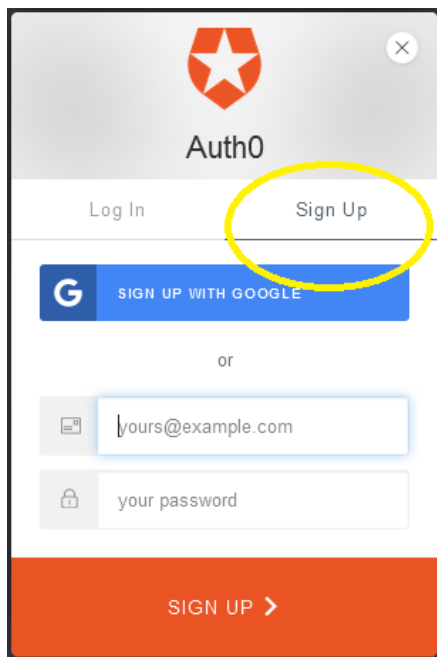 Auth0
Log In Sign Up
G SIGN UP WITH GOOGLE
or
yours@example.com
your password
SIGN UP